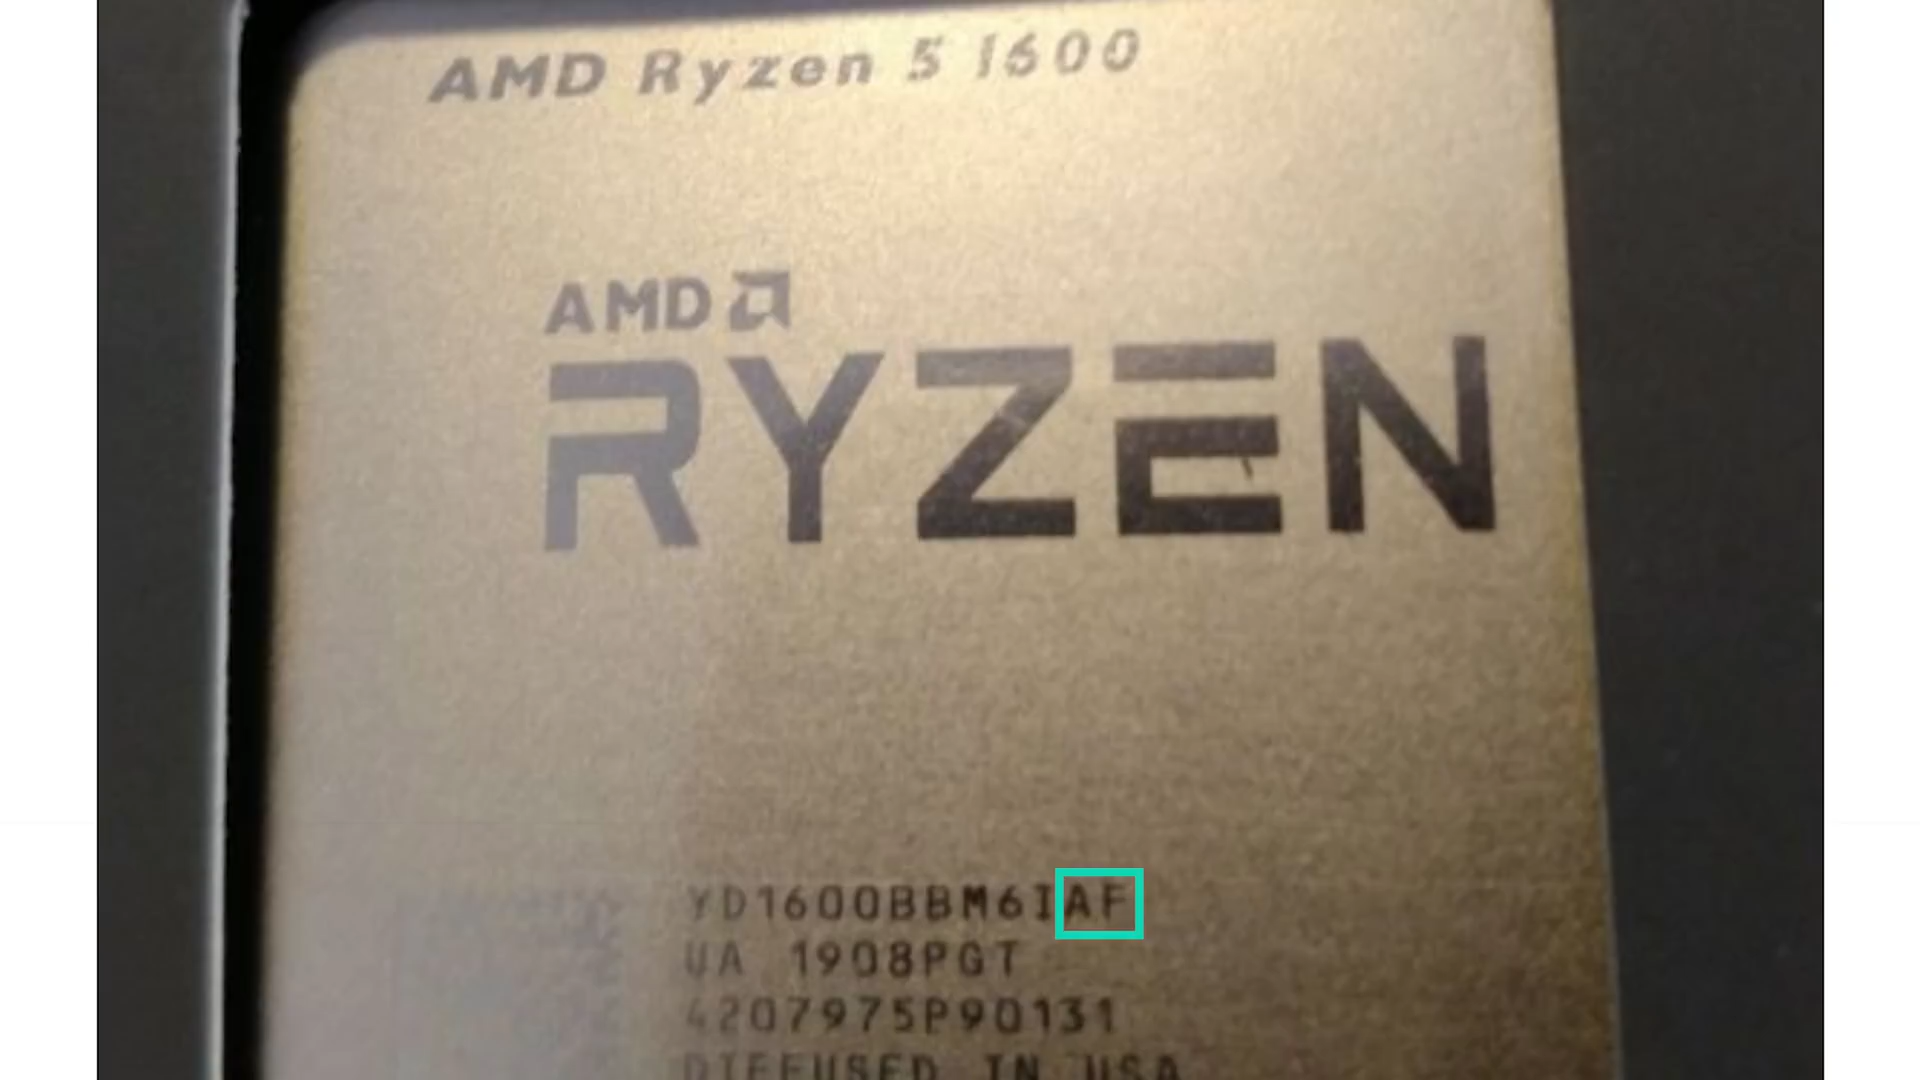 AMD Ryzen 5 1600
AMD
RYZEN
YD1600BBM6IAF
UA 1908PGT
4207975P90131
DIFFUSED IN USA